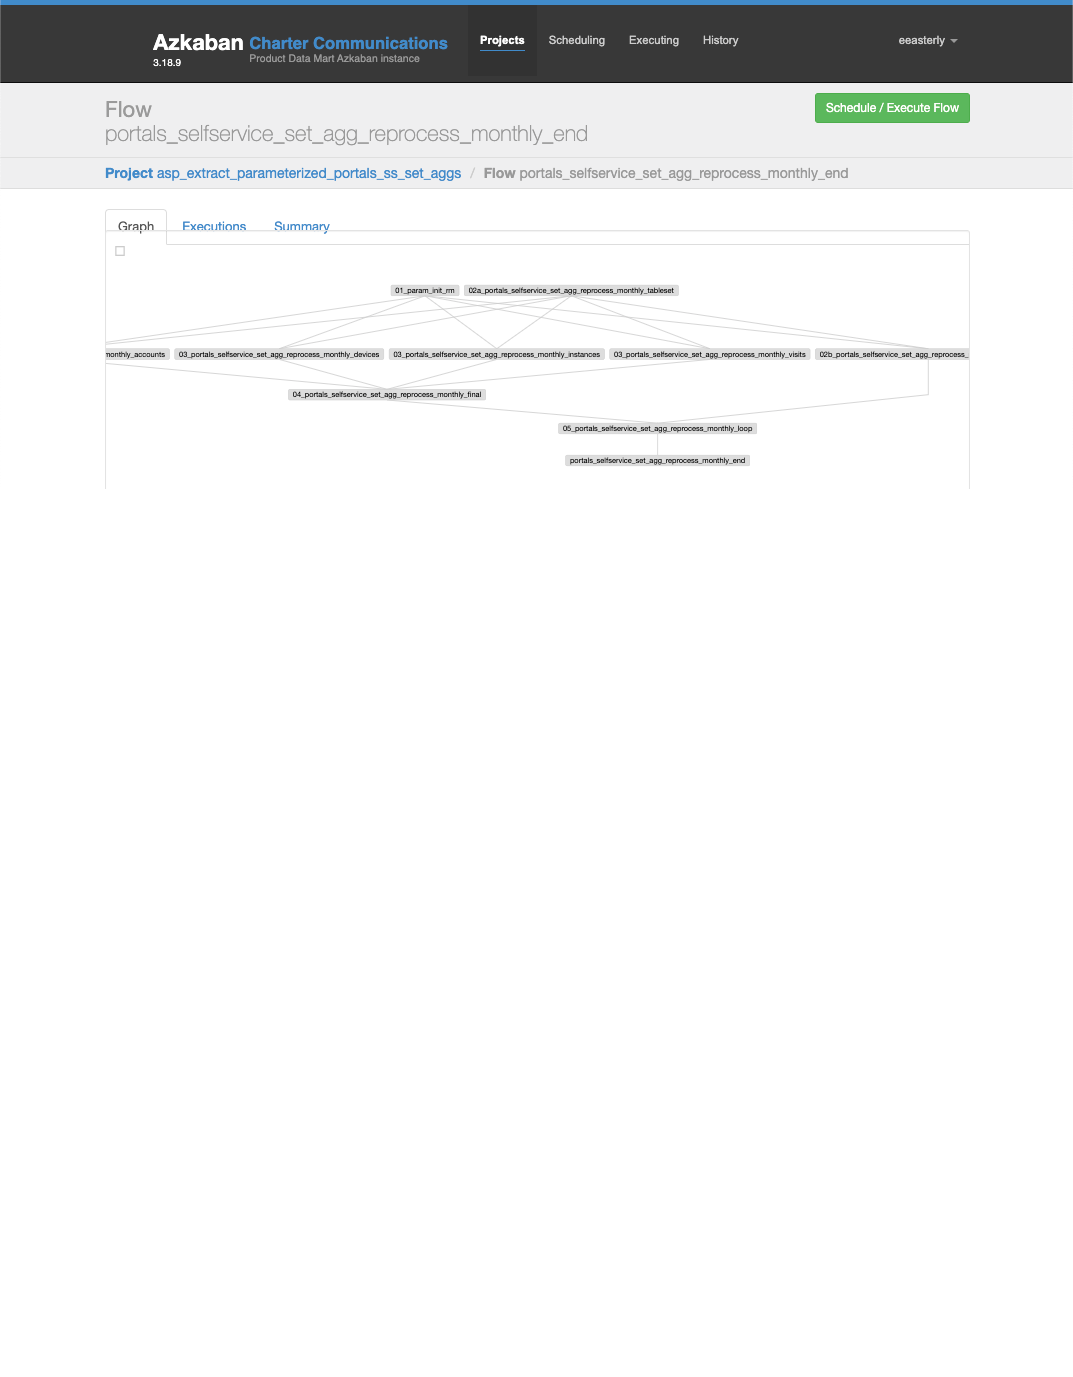 Azkaban Charter Communications
3.18.9 Product Data Mart Azkaban instance
Projects Scheduling Executing History eeasterly
Flow
portals_selfservice_set_agg_reprocess_monthly_end
Schedule / Execute Flow
Project asp_extract_parameterized_portals_ss_set_aggs / Flow portals_selfservice_set_agg_reprocess_monthly_end
Graph Executions Summary
01_param_init_rm 02a_portals_selfservice_set_agg_reprocess_monthly_tableset
monthly_accounts 03_portals_selfservice_set_agg_reprocess_monthly_devices 03_portals_selfservice_set_agg_reprocess_monthly_instances 03_portals_selfservice_set_agg_reprocess_monthly_visits 02b_portals_selfservice_set_agg_reprocess_
04_portals_selfservice_set_agg_reprocess_monthly_final
05_portals_selfservice_set_agg_reprocess_monthly_loop
portals_selfservice_set_agg_reprocess_monthly_end